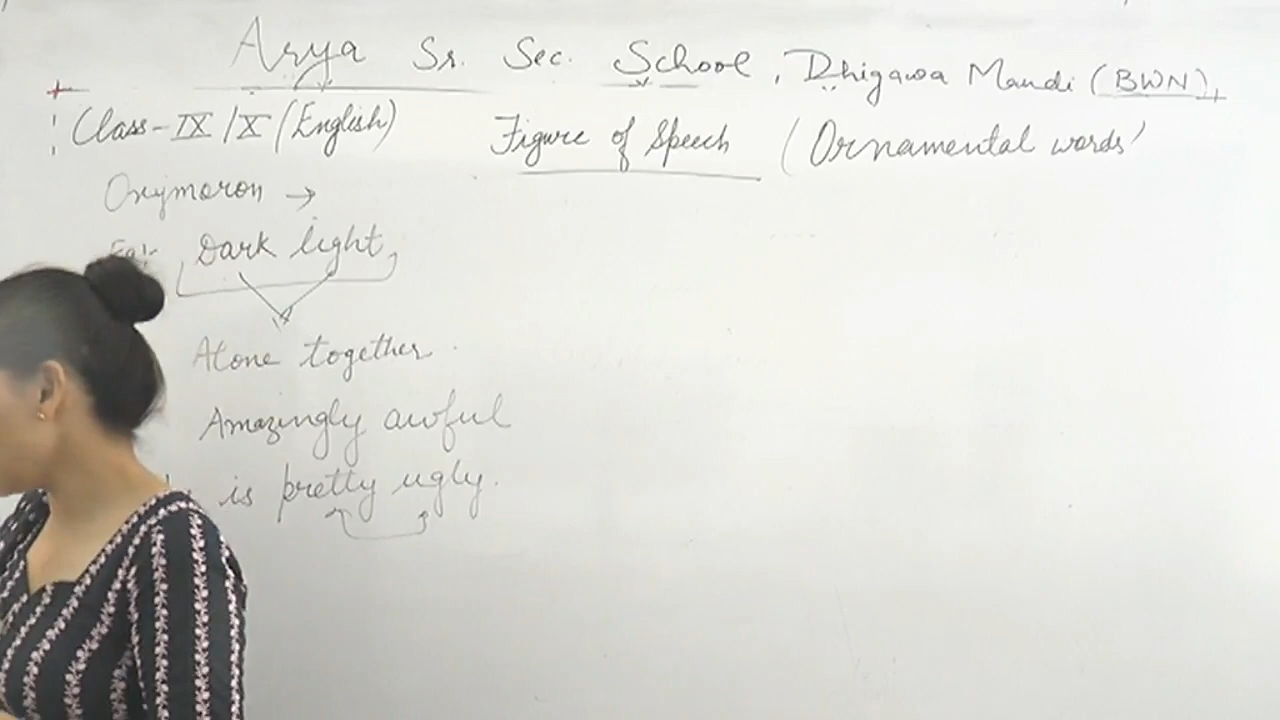 Arya Sr. Sec. School, Dhigawa Mandi (BWN),
Class-IX/X (English) Figure of Speech (Ornamental words)
Oxymoron →
Eg:- Dark light,
Alone together.
Amazingly awful
is pretty ugly.